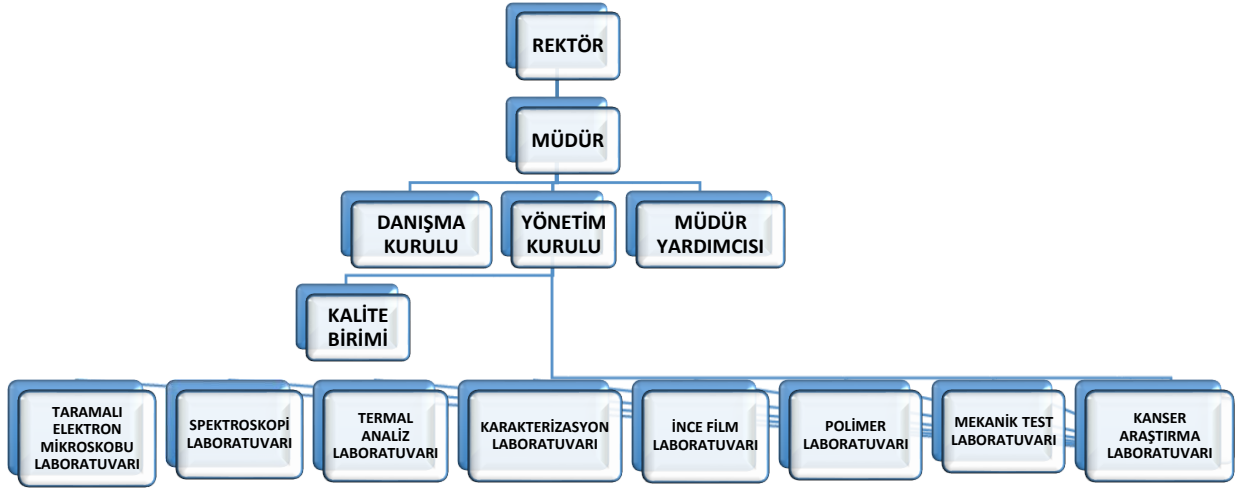 REKTÖR
MÜDÜR
DANIŞMA
KURULU
YÖNETİM
KURULU
MÜDÜR
YARDIMCISI
KALİTE
BİRİMİ
TARAMALI
ELEKTRON
MİKROSKOBU
LABORATUVARI
SPEKTROSKOPİ
LABORATUVARI
TERMAL
ANALİZ
LABORATUVARI
KARAKTERİZASYON
LABORATUVARI
İNCE FİLM
LABORATUVARI
POLİMER
LABORATUVARI
MEKANİK TEST
LABORATUVARI
KANSER
ARAŞTIRMA
LABORATUVARI